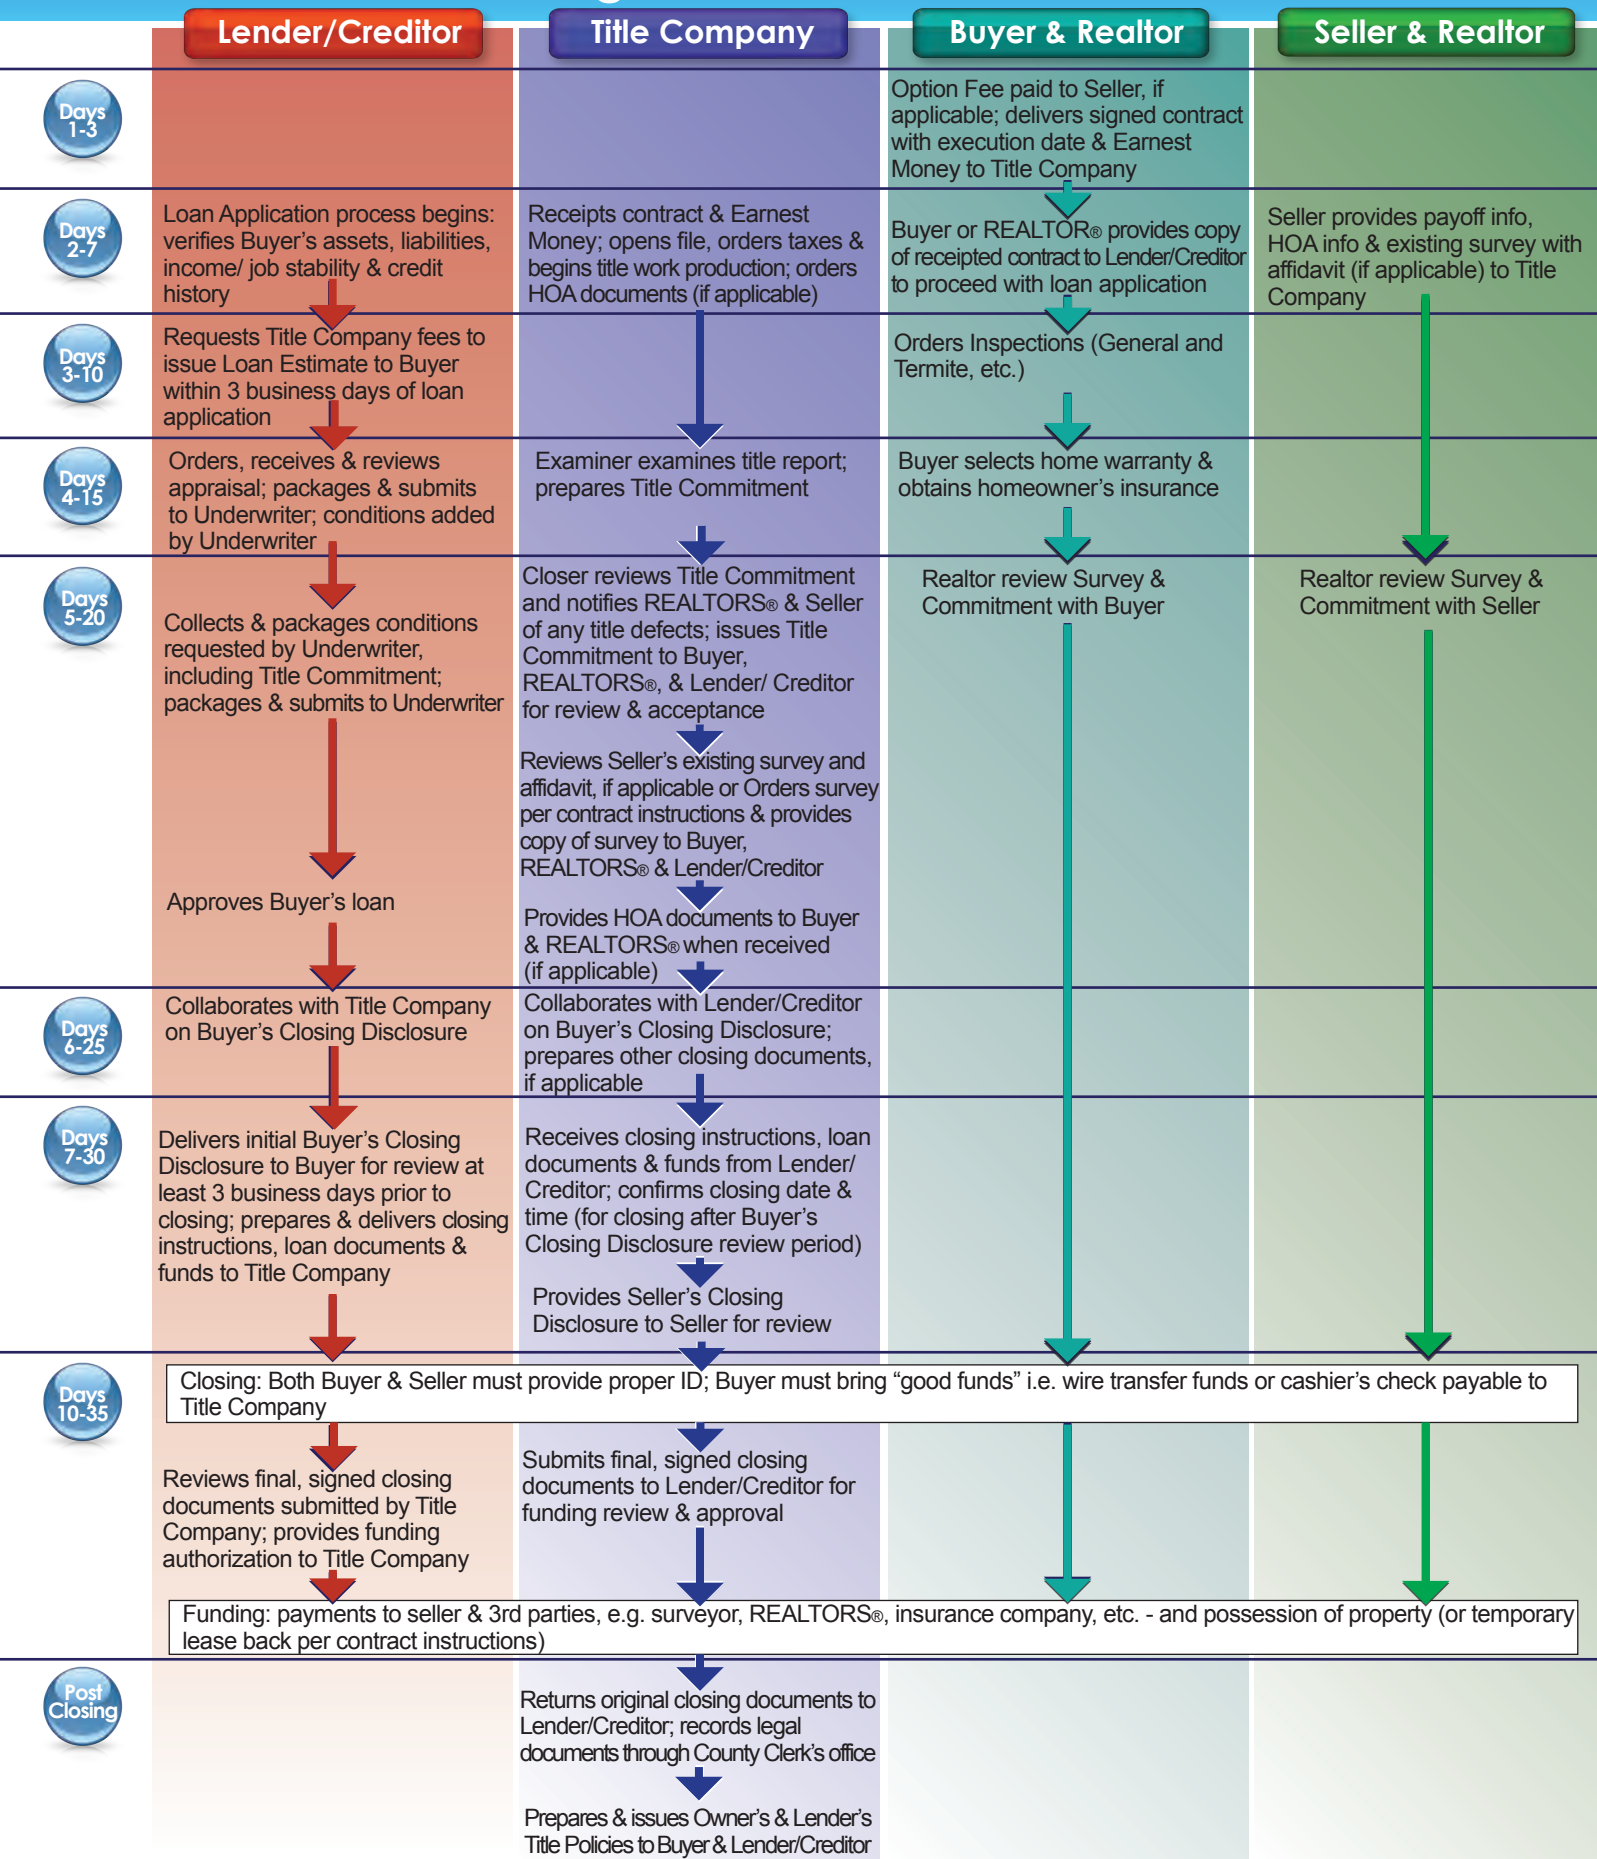 Lender/Creditor
Title Company
Buyer & Realtor
Seller & Realtor
Days
1-3
Option Fee paid to Seller, if
applicable; delivers signed contract
with execution date & Earnest
Money to Title Company
Days
2-7
Loan Application process begins:
verifies Buyer’s assets, liabilities,
income/ job stability & credit
history
Receipts contract & Earnest
Money; opens file, orders taxes &
begins title work production; orders
HOA documents (if applicable)
Buyer or REALTOR® provides copy
of receipted contract to Lender/Creditor
to proceed with loan application
Seller provides payoff info,
HOA info & existing survey with
affidavit (if applicable) to Title
Company
Days
3-10
Requests Title Company fees to
issue Loan Estimate to Buyer
within 3 business days of loan
application
Orders Inspections (General and
Termite, etc.)
Days
4-15
Orders, receives & reviews
appraisal; packages & submits
to Underwriter; conditions added
by Underwriter
Examiner examines title report;
prepares Title Commitment
Buyer selects home warranty &
obtains homeowner’s insurance
Days
5-20
Collects & packages conditions
requested by Underwriter,
including Title Commitment;
packages & submits to Underwriter
Approves Buyer’s loan
Closer reviews Title Commitment
and notifies REALTORS® & Seller
of any title defects; issues Title
Commitment to Buyer,
REALTORS®, & Lender/ Creditor
for review & acceptance
Reviews Seller’s existing survey and
affidavit, if applicable or Orders survey
per contract instructions & provides
copy of survey to Buyer,
REALTORS® & Lender/Creditor
Provides HOA documents to Buyer
& REALTORS® when received
(if applicable)
Realtor review Survey &
Commitment with Buyer
Realtor review Survey &
Commitment with Seller
Days
6-25
Collaborates with Title Company
on Buyer’s Closing Disclosure
Collaborates with Lender/Creditor
on Buyer’s Closing Disclosure;
prepares other closing documents,
if applicable
Days
7-30
Delivers initial Buyer’s Closing
Disclosure to Buyer for review at
least 3 business days prior to
closing; prepares & delivers closing
instructions, loan documents &
funds to Title Company
Receives closing instructions, loan
documents & funds from Lender/
Creditor; confirms closing date &
time (for closing after Buyer’s
Closing Disclosure review period)
Provides Seller’s Closing
Disclosure to Seller for review
Days
10-35
Closing: Both Buyer & Seller must provide proper ID; Buyer must bring “good funds” i.e. wire transfer funds or cashier’s check payable to
Title Company
Reviews final, signed closing
documents submitted by Title
Company; provides funding
authorization to Title Company
Submits final, signed closing
documents to Lender/Creditor for
funding review & approval
Funding: payments to seller & 3rd parties, e.g. surveyor, REALTORS®, insurance company, etc. - and possession of property (or temporary
lease back per contract instructions)
Post
Closing
Returns original closing documents to
Lender/Creditor; records legal
documents through County Clerk’s office
Prepares & issues Owner’s & Lender’s
Title Policies to Buyer & Lender/Creditor